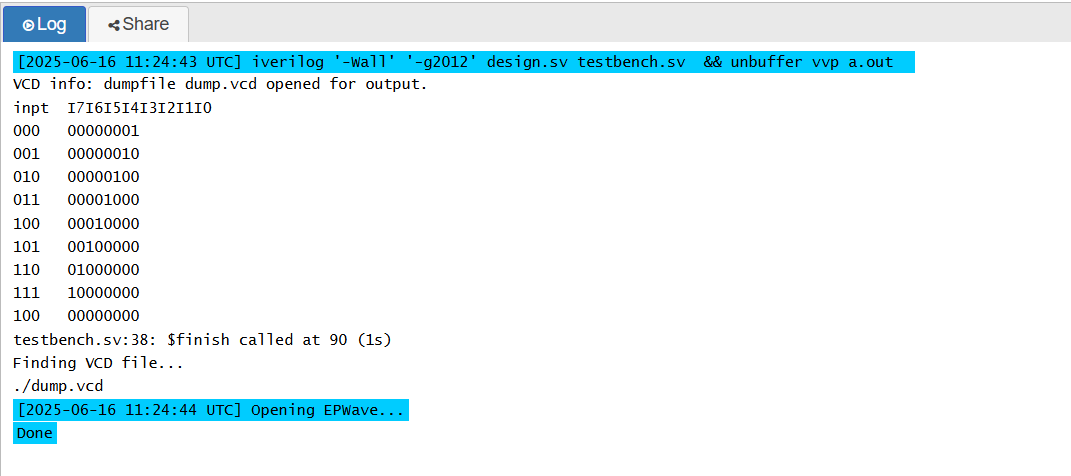 Log Share
[2025-06-16 11:24:43 UTC] iverilog '-Wall' '-g2012' design.sv testbench.sv  && unbuffer vvp a.out
VCD info: dumpfile dump.vcd opened for output.
inpt  I7I6I5I4I3I2I1I0
000   00000001
001   00000010
010   00000100
011   00001000
100   00010000
101   00100000
110   01000000
111   10000000
100   00000000
testbench.sv:38: $finish called at 90 (1s)
Finding VCD file...
./dump.vcd
[2025-06-16 11:24:44 UTC] Opening EPWave...
Done